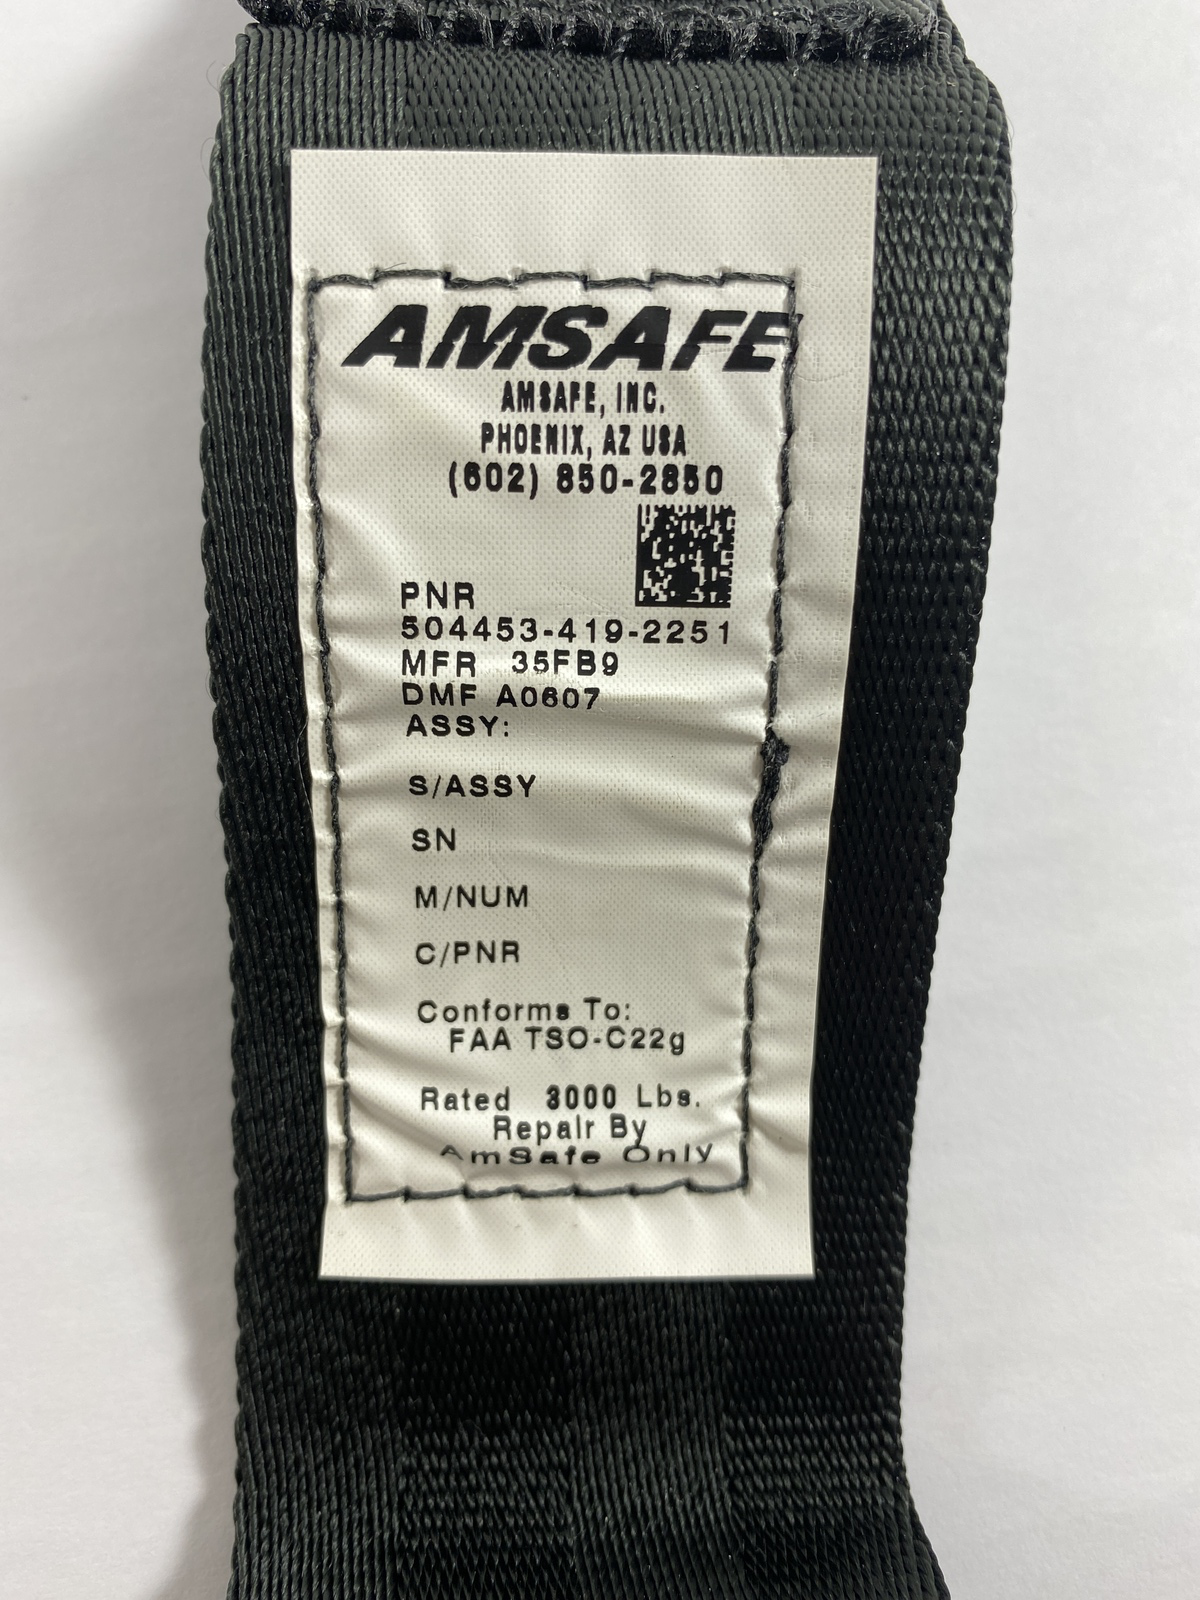 AMSAFE
AMSAFE, INC.
PHOENIX, AZ USA
(602) 850-2850
PNR
504453-419-2251
MFR 35FB9
DMF A0607
ASSY:
S/ASSY
SN
M/NUM
C/PNR
Conforms To:
FAA TSO-C22g
Rated 3000 Lbs.
Repair By
AmSafe Only